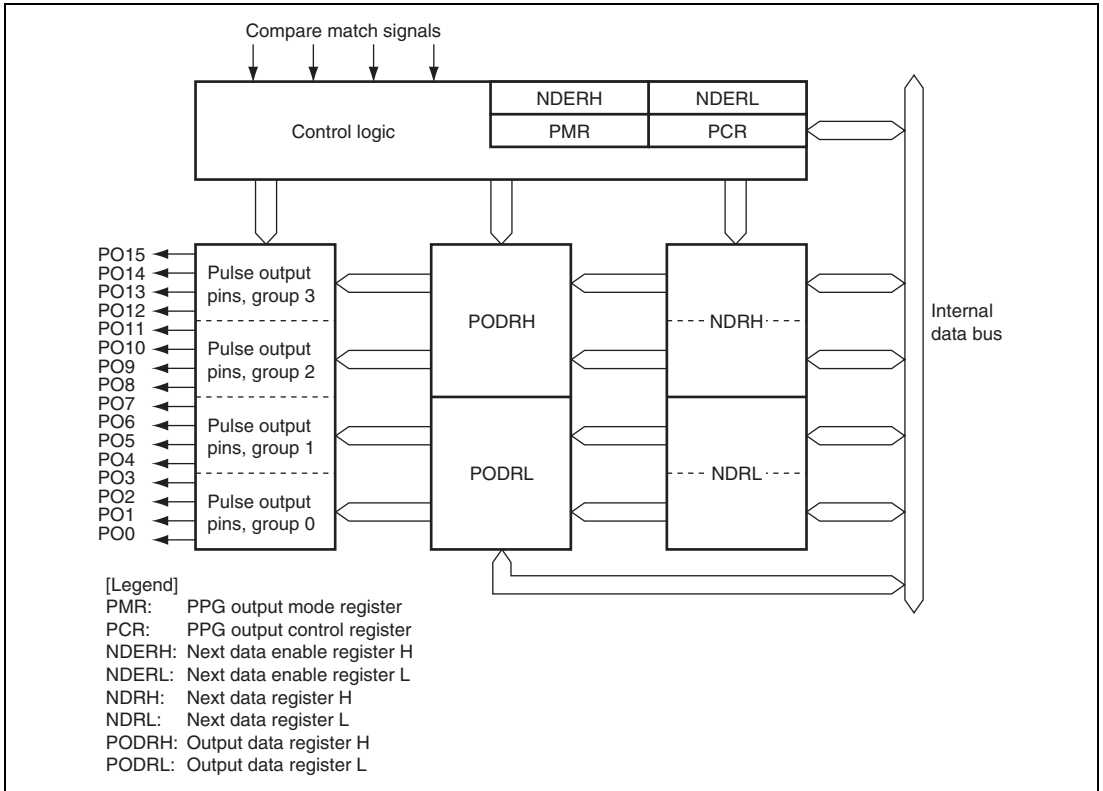 Compare match signals
NDERH
NDERL
Control logic
PMR
PCR
PO15
PO14
PO13
PO12
PO11
PO10
PO9
PO8
PO7
PO6
PO5
PO4
PO3
PO2
PO1
PO0
Pulse output
pins, group 3
Pulse output
pins, group 2
Pulse output
pins, group 1
Pulse output
pins, group 0
PODRH
PODRL
NDRH
NDRL
Internal
data bus
[Legend]
PMR: PPG output mode register
PCR: PPG output control register
NDERH: Next data enable register H
NDERL: Next data enable register L
NDRH: Next data register H
NDRL: Next data register L
PODRH: Output data register H
PODRL: Output data register L